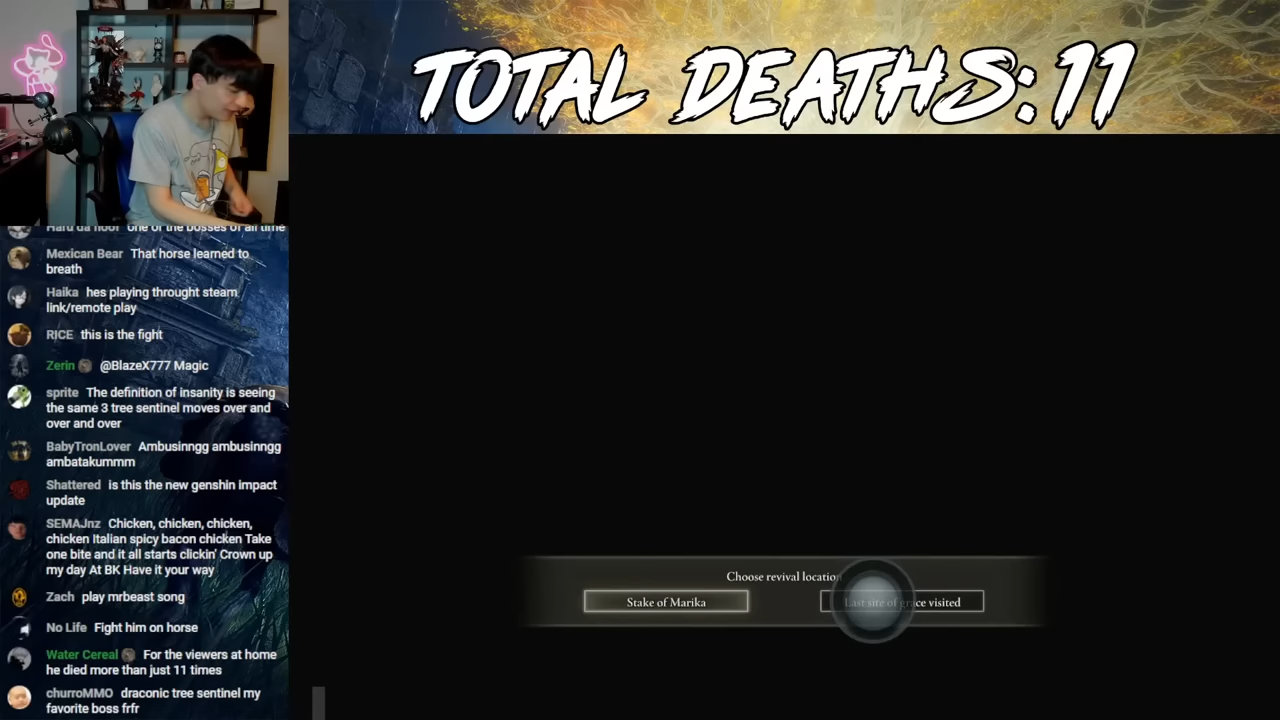 TOTAL DEATHS: 11
Haru da floof one of the bosses of all time
Mexican Bear That horse learned to
breath
Haika hes playing throught steam
link/remote play
RICE this is the fight
Zerin @BlazeX777 Magic
sprite The definition of insanity is seeing
the same 3 tree sentinel moves over and
over and over
BabyTronLover Ambusinngg ambusinngg
ambatakummm
Shattered is this the new genshin impact
update
SEMAJnz Chicken, chicken, chicken,
chicken Italian spicy bacon chicken Take
one bite and it all starts clickin' Crown up
my day At BK Have it your way
Zach play mrbeast song
No Life Fight him on horse
Water Cereal For the viewers at home
he died more than just 11 times
churroMMO draconic tree sentinel my
favorite boss frfr
Choose revival location
Stake of Marika
Last site of grace visited